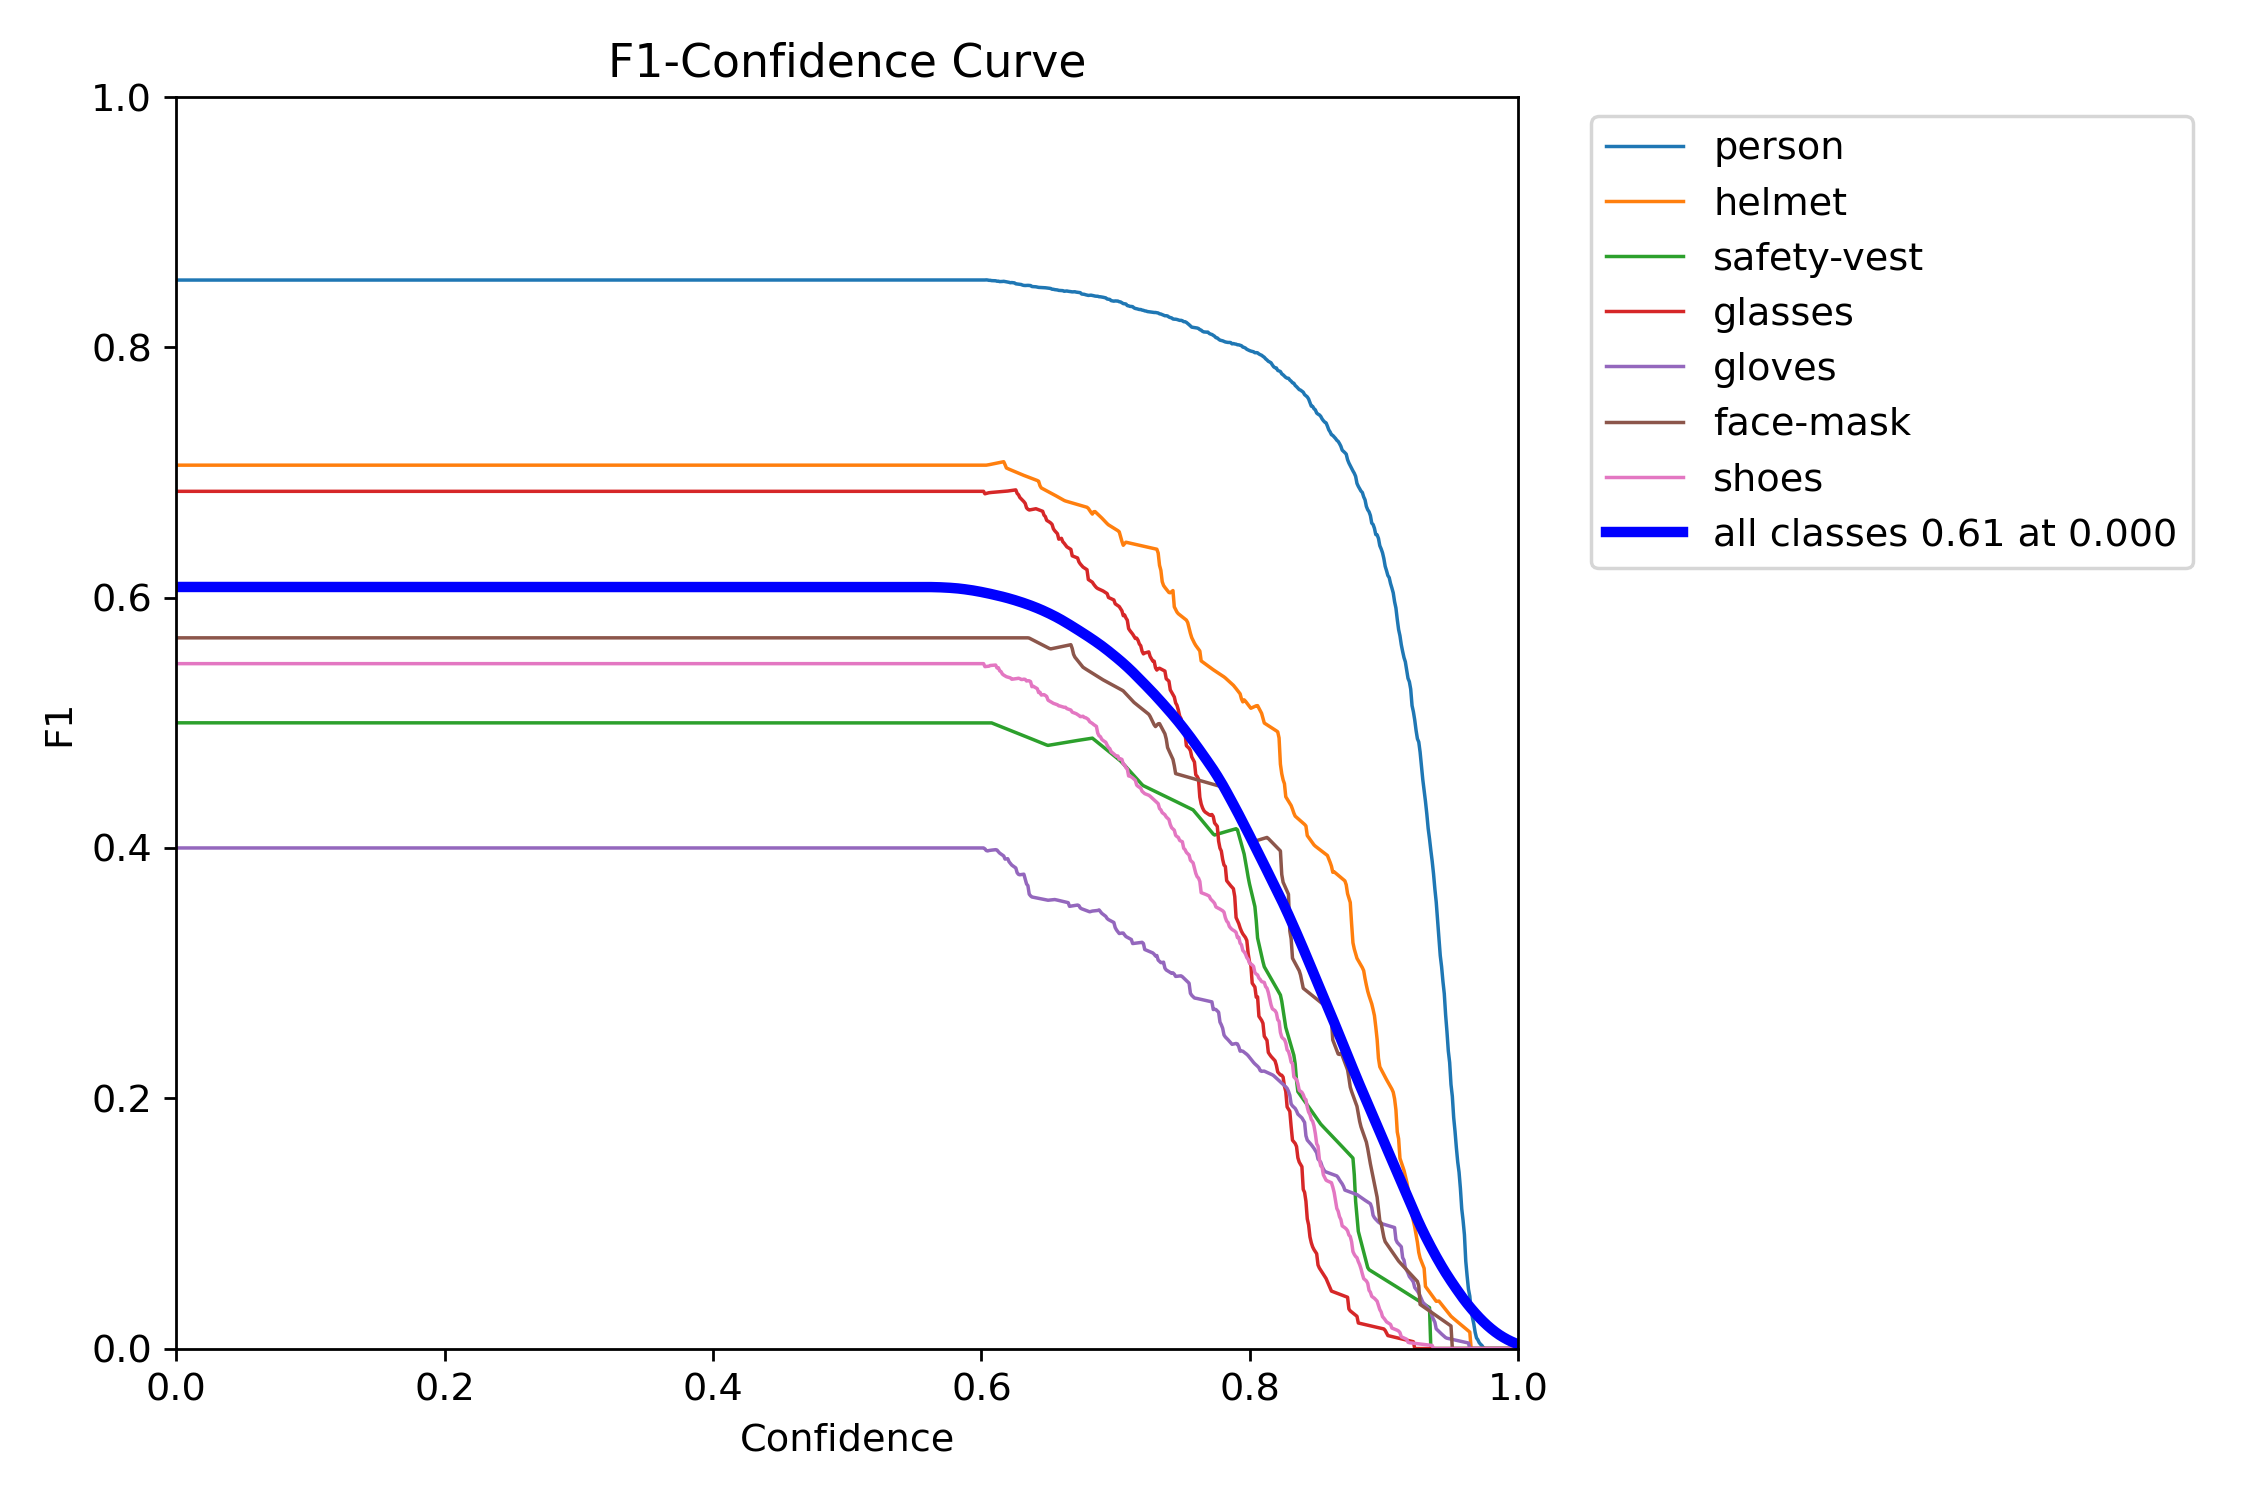 F1-Confidence Curve
1.0
0.8
0.6
0.4
0.2
0.0
F1
0.0 0.2 0.4 0.6 0.8 1.0
Confidence
person
helmet
safety-vest
glasses
gloves
face-mask
shoes
all classes 0.61 at 0.000